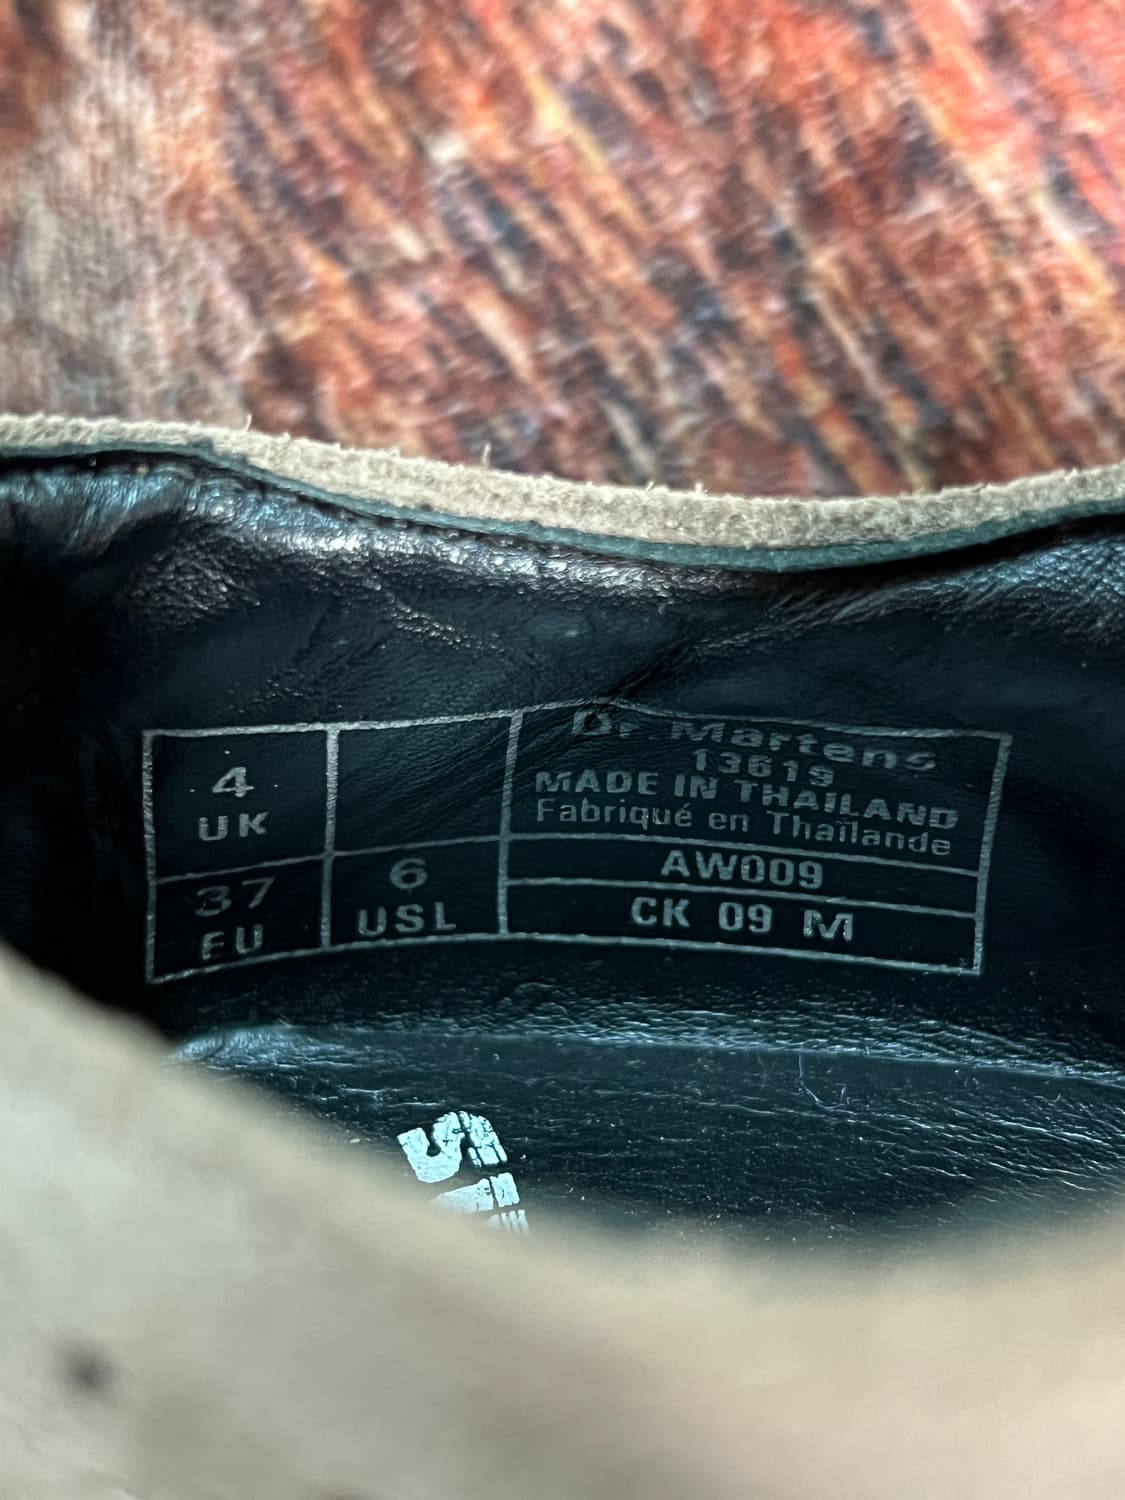 4
UK
37
EU
6
USL
Dr Martens
13619
MADE IN THAILAND
Fabriqué en Thaïlande
AW009
CK 09 M